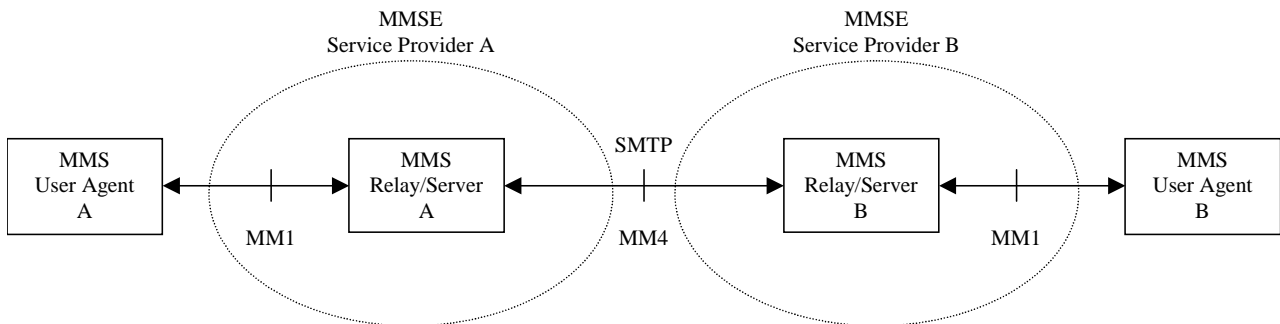 MMSE
Service Provider A
MMSE
Service Provider B
MMS
User Agent
A
MM1
MMS
Relay/Server
A
SMTP
MM4
MMS
Relay/Server
B
MM1
MMS
User Agent
B